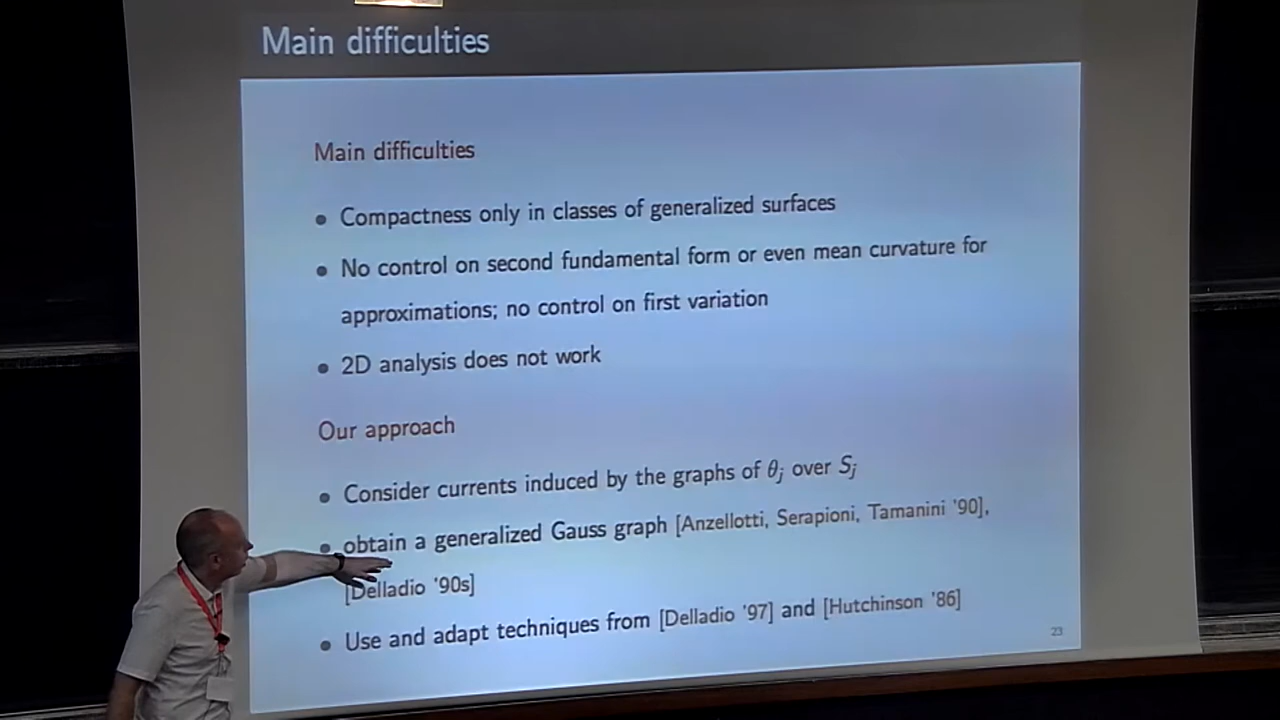 Main difficulties
Main difficulties
• Compactness only in classes of generalized surfaces
• No control on second fundamental form or even mean curvature for
approximations; no control on first variation
• 2D analysis does not work
Our approach
• Consider currents induced by the graphs of θⱼ over Sⱼ
• obtain a generalized Gauss graph [Anzellotti, Serapioni, Tamanini '90],
[Delladio '90s]
• Use and adapt techniques from [Delladio '97] and [Hutchinson '86]
23